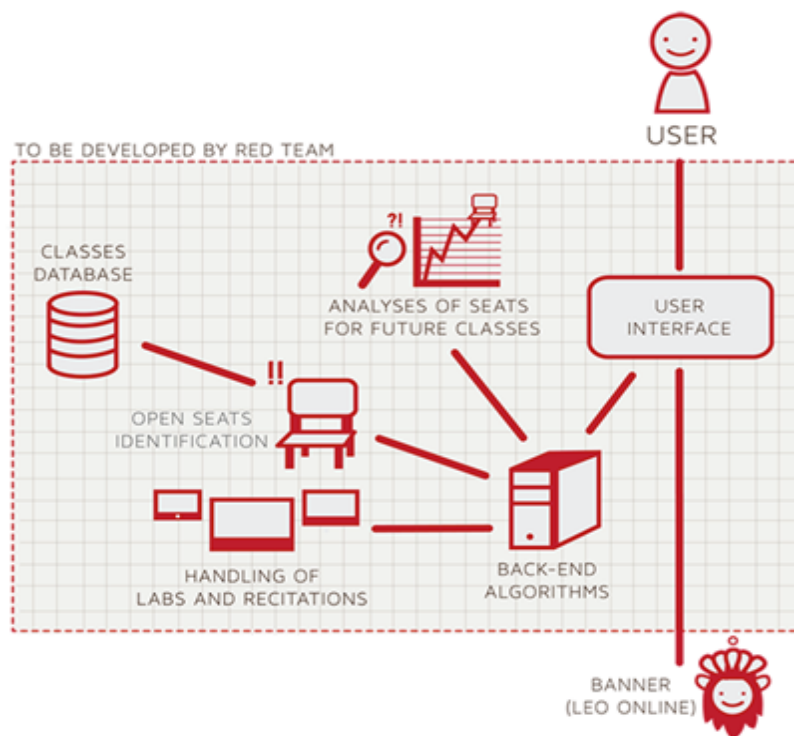 USER
TO BE DEVELOPED BY RED TEAM
CLASSES
DATABASE
?!
ANALYSES OF SEATS
FOR FUTURE CLASSES
USER
INTERFACE
!!
OPEN SEATS
IDENTIFICATION
HANDLING OF
LABS AND RECITATIONS
BACK-END
ALGORITHMS
BANNER
(LEO ONLINE)